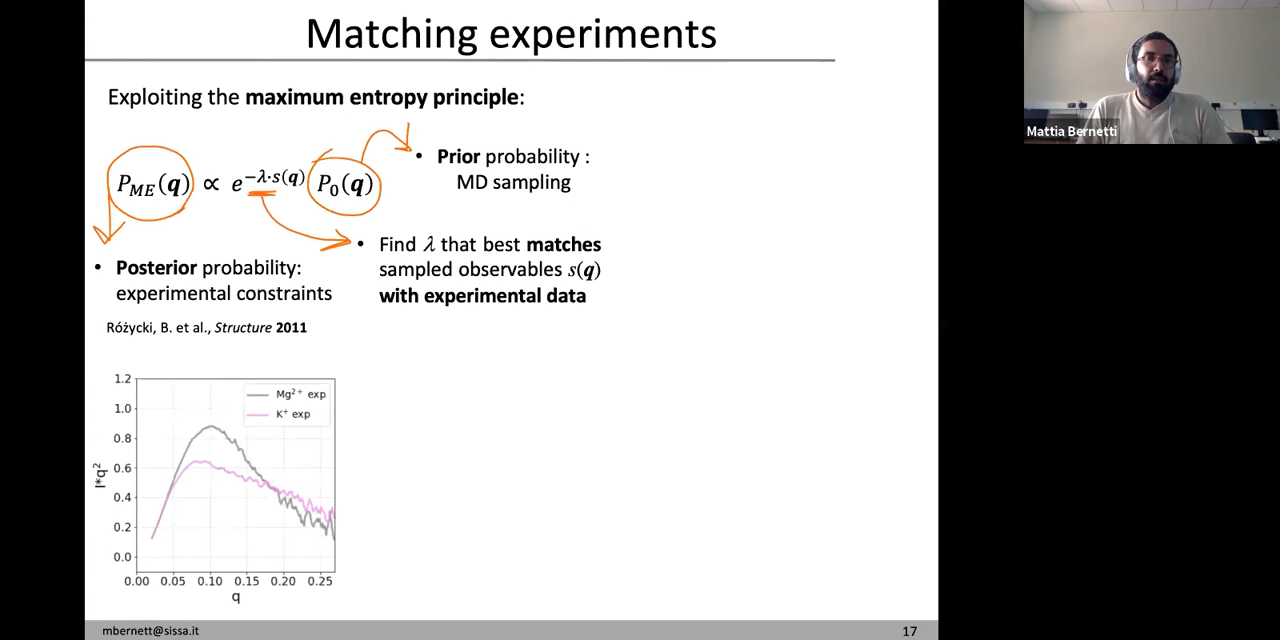 Matching experiments
Exploiting the maximum entropy principle:
P_ME(q) ∝ e^{-λ·s(q)} P_0(q)
• Prior probability :
MD sampling
• Find λ that best matches
sampled observables s(q)
with experimental data
• Posterior probability:
experimental constraints
Różycki, B. et al., Structure 2011
1.2
1.0
0.8
0.6
0.4
0.2
0.0
I*q²
Mg²⁺ exp
K⁺ exp
0.00 0.05 0.10 0.15 0.20 0.25
q
mbernett@sissa.it
17
Mattia Bernetti